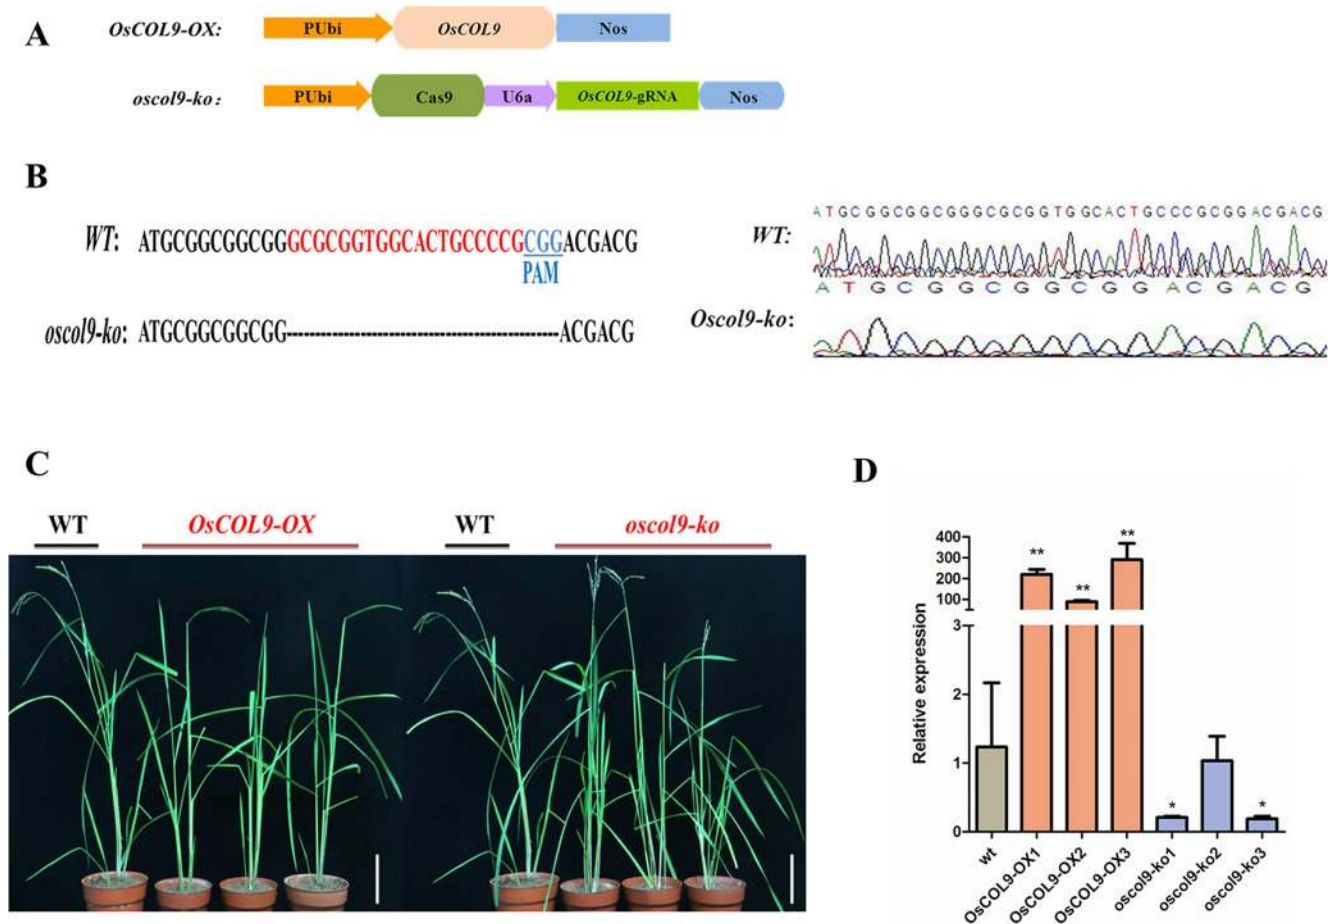 A
OsCOL9-OX:
PUbi
OsCOL9
Nos
oscol9-ko:
PUbi
Cas9
U6a
OsCOL9-gRNA
Nos
B
WT: ATGCGGCGGCGGGCGCGGTGGCACTGCCCCGCGGACGACG
PAM
oscol9-ko: ATGCGGCGGCGG----------------------------ACGACG
WT:
ATGCGGCGGCGGGCGCGGTGGCACTGCCCGCGGACGACG
Oscol9-ko:
ATGCGGCGGCGGACGACG
C
WT
OsCOL9-OX
WT
oscol9-ko
D
Relative expression
400
300
200
100
3
2
1
0
**
**
**
*
*
wt
OsCOL9-OX1
OsCOL9-OX2
OsCOL9-OX3
oscol9-ko1
oscol9-ko2
oscol9-ko3